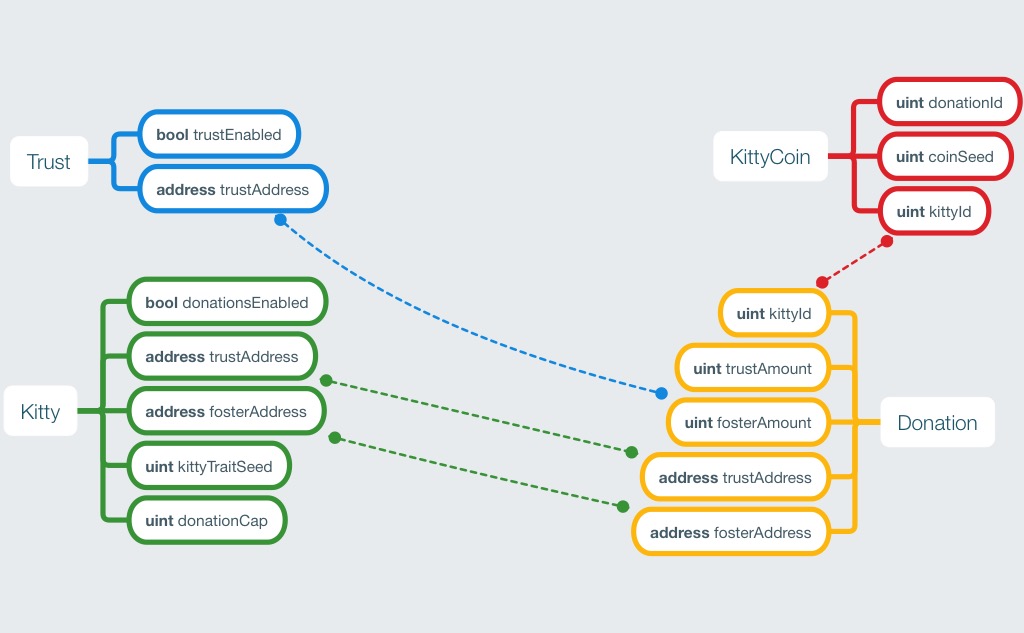 Trust
bool trustEnabled
address trustAddress
KittyCoin
uint donationId
uint coinSeed
uint kittyId
Kitty
bool donationsEnabled
address trustAddress
address fosterAddress
uint kittyTraitSeed
uint donationCap
uint kittyId
uint trustAmount
uint fosterAmount
address trustAddress
address fosterAddress
Donation